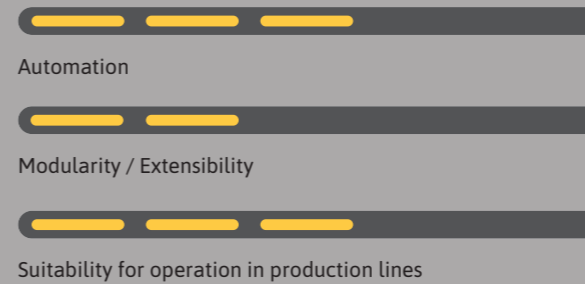 Automation
Modularity / Extensibility
Suitability for operation in production lines